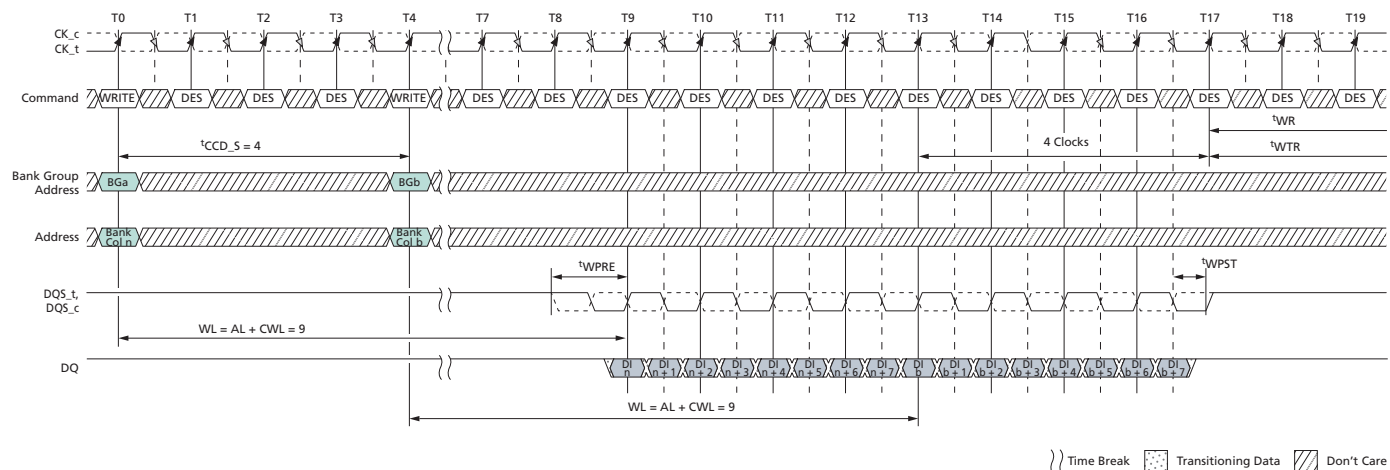 T0 T1 T2 T3 T4 T7 T8 T9 T10 T11 T12 T13 T14 T15 T16 T17 T18 T19
CK_c
CK_t
Command WRITE DES DES DES WRITE DES DES DES DES DES DES DES DES DES DES DES DES DES
tWR
tCCD_S = 4 4 Clocks tWTR
Bank Group
Address BGa BGb
Address Bank Col n Bank Col b
tWPRE tWPST
DQS_t,
DQS_c
WL = AL + CWL = 9
DQ DI n DI n + 1 DI n + 2 DI n + 3 DI n + 4 DI n + 5 DI n + 6 DI n + 7 DI b DI b + 1 DI b + 2 DI b + 3 DI b + 4 DI b + 5 DI b + 6 DI b + 7
WL = AL + CWL = 9
Time Break Transitioning Data Don't Care